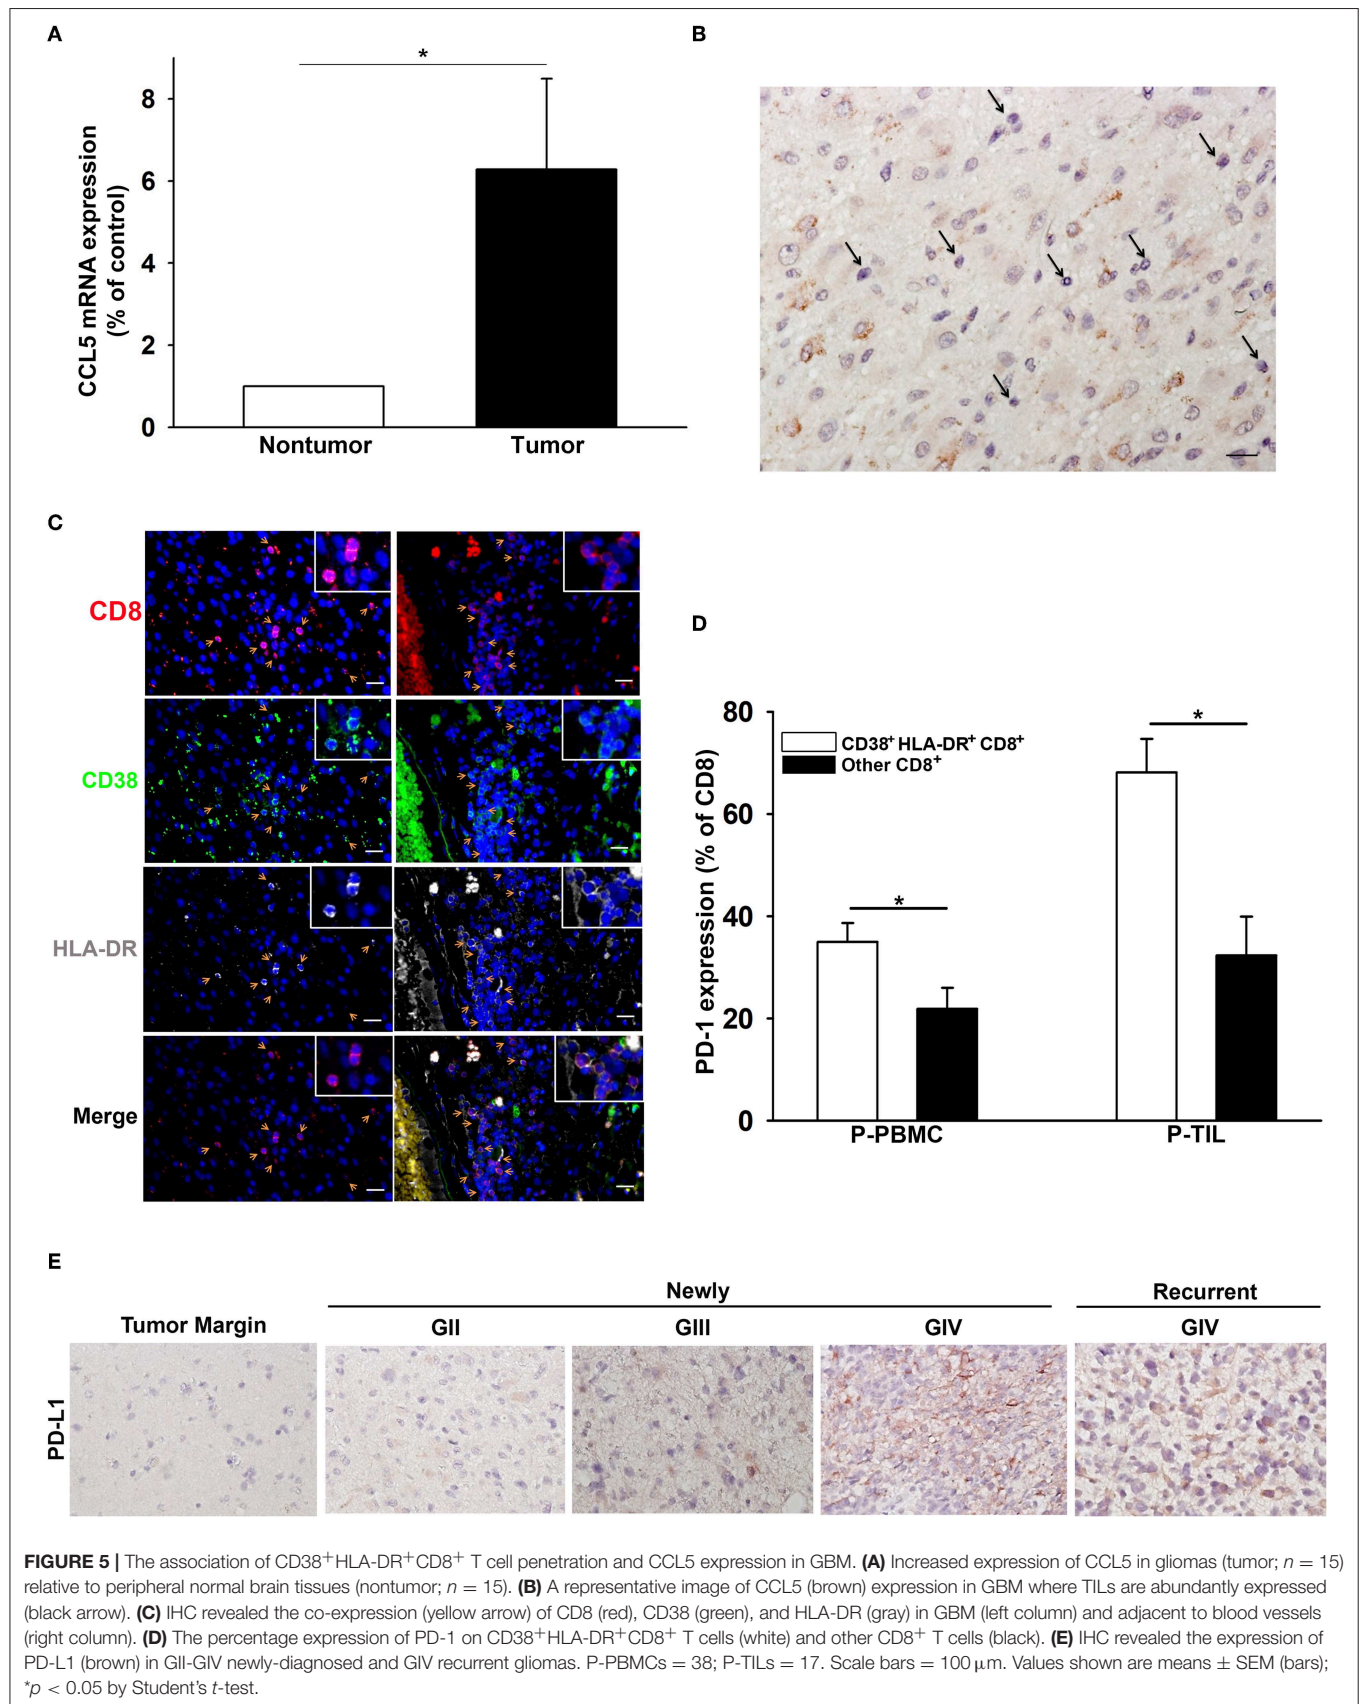 A
*
8
6
4
2
0
CCL5 mRNA expression
(% of control)
Nontumor
Tumor
B
C
CD8
CD38
HLA-DR
Merge
D
80
60
40
20
0
PD-1 expression (% of CD8)
CD38⁺ HLA-DR⁺ CD8⁺
Other CD8⁺
*
*
P-PBMC
P-TIL
E
Newly
Recurrent
Tumor Margin
GII
GIII
GIV
GIV
PD-L1
FIGURE 5 | The association of CD38⁺HLA-DR⁺CD8⁺ T cell penetration and CCL5 expression in GBM. (A) Increased expression of CCL5 in gliomas (tumor; n = 15)
relative to peripheral normal brain tissues (nontumor; n = 15). (B) A representative image of CCL5 (brown) expression in GBM where TILs are abundantly expressed
(black arrow). (C) IHC revealed the co-expression (yellow arrow) of CD8 (red), CD38 (green), and HLA-DR (gray) in GBM (left column) and adjacent to blood vessels
(right column). (D) The percentage expression of PD-1 on CD38⁺HLA-DR⁺CD8⁺ T cells (white) and other CD8⁺ T cells (black). (E) IHC revealed the expression of
PD-L1 (brown) in GII-GIV newly-diagnosed and GIV recurrent gliomas. P-PBMCs = 38; P-TILs = 17. Scale bars = 100 μm. Values shown are means ± SEM (bars);
*p < 0.05 by Student's t-test.